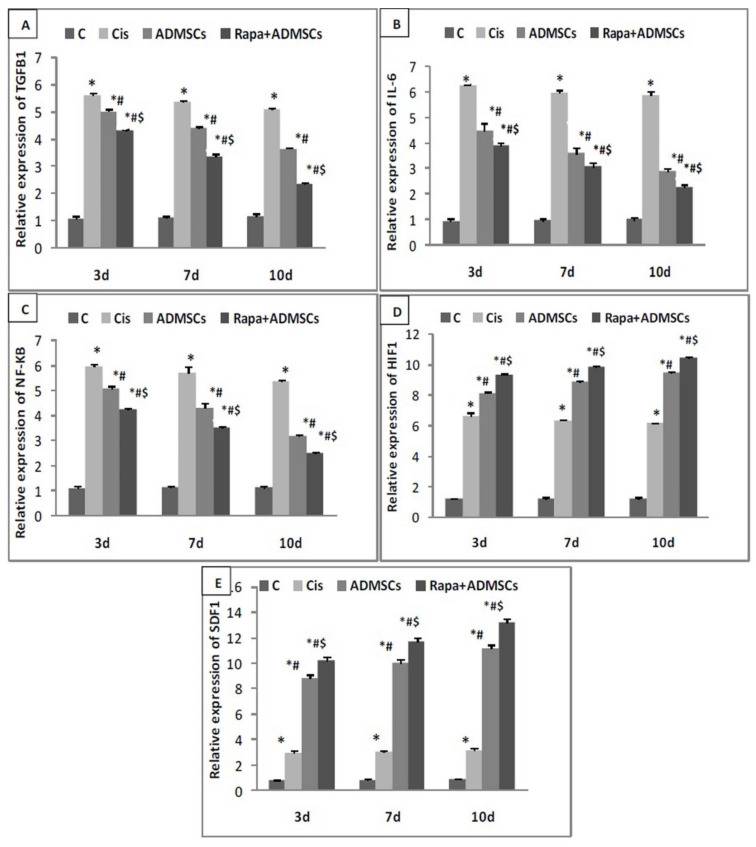 A
C Cis ADMSCs Rapa+ADMSCs
Relative expression of TGFB1
7
6
5
4
3
2
1
0
* *# *#$
* *# *#$
* *# *#$
3d 7d 10d
B
C Cis ADMSCs Rapa+ADMSCs
Relative expression of IL-6
7
6
5
4
3
2
1
0
* *# *#$
* *# *#$
* *# *#$
3d 7d 10d
C
C Cis ADMSCs Rapa+ADMSCs
Relative expression of NF-KB
7
6
5
4
3
2
1
0
* *# *#$
* *# *#$
* *# *#$
3d 7d 10d
D
C Cis ADMSCs Rapa+ADMSCs
Relative expression of HIF1
12
10
8
6
4
2
0
* *# *#$
* *# *#$
* *# *#$
3d 7d 10d
E
C Cis ADMSCs Rapa+ADMSCs
Relative expression of SDF1
.6
14
12
10
8
6
4
2
0
* *# *#$
* *# *#$
* *# *#$
3d 7d 10d